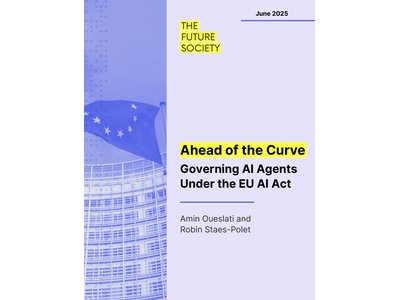 June 2025
THE
FUTURE
SOCIETY
Ahead of the Curve
Governing AI Agents
Under the EU AI Act
Amin Oueslati and
Robin Staes-Polet